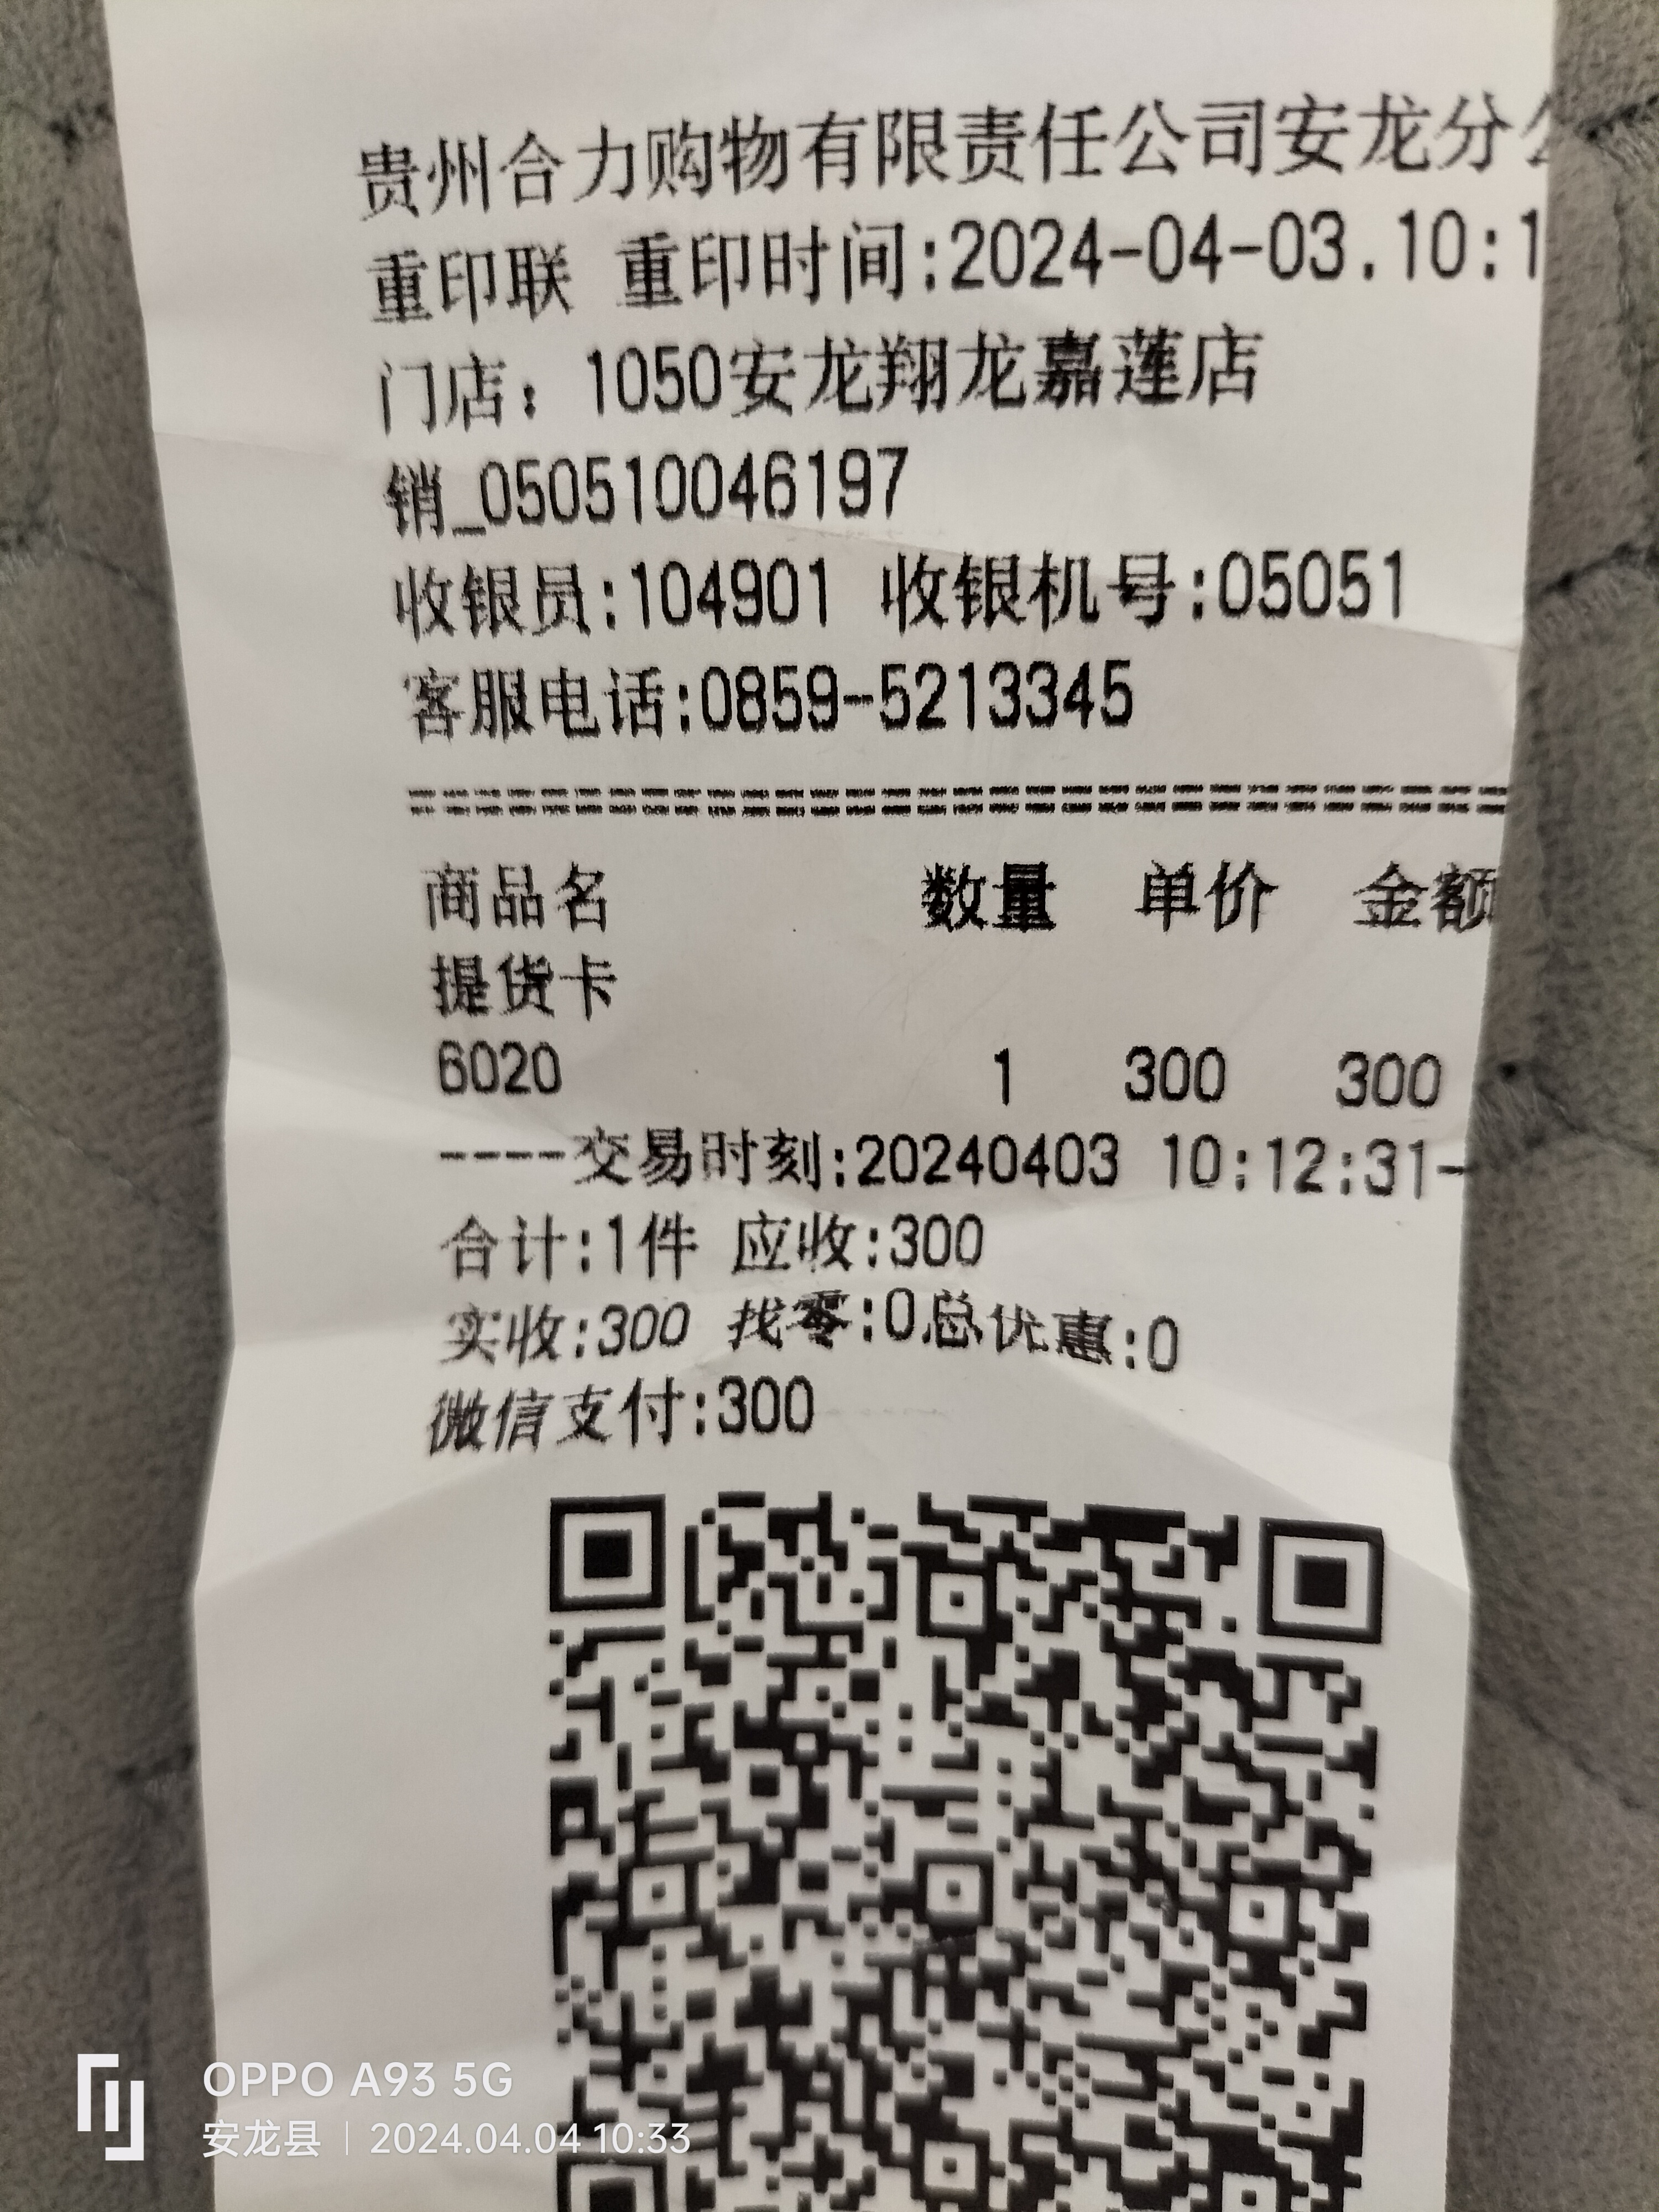 贵州合力购物有限责任公司安龙分公
重印联 重印时间:2024-04-03.10:1
门店：1050安龙翔龙嘉莲店
销_050510046197
收银员:104901 收银机号:05051
客服电话:0859-5213345
商品名 数量 单价 金额
提货卡
6020 1 300 300
----交易时刻:20240403 10:12:31-
合计:1件 应收:300
实收:300 找零:0总优惠:0
微信支付:300
OPPO A93 5G
安龙县 | 2024.04.04 10:33